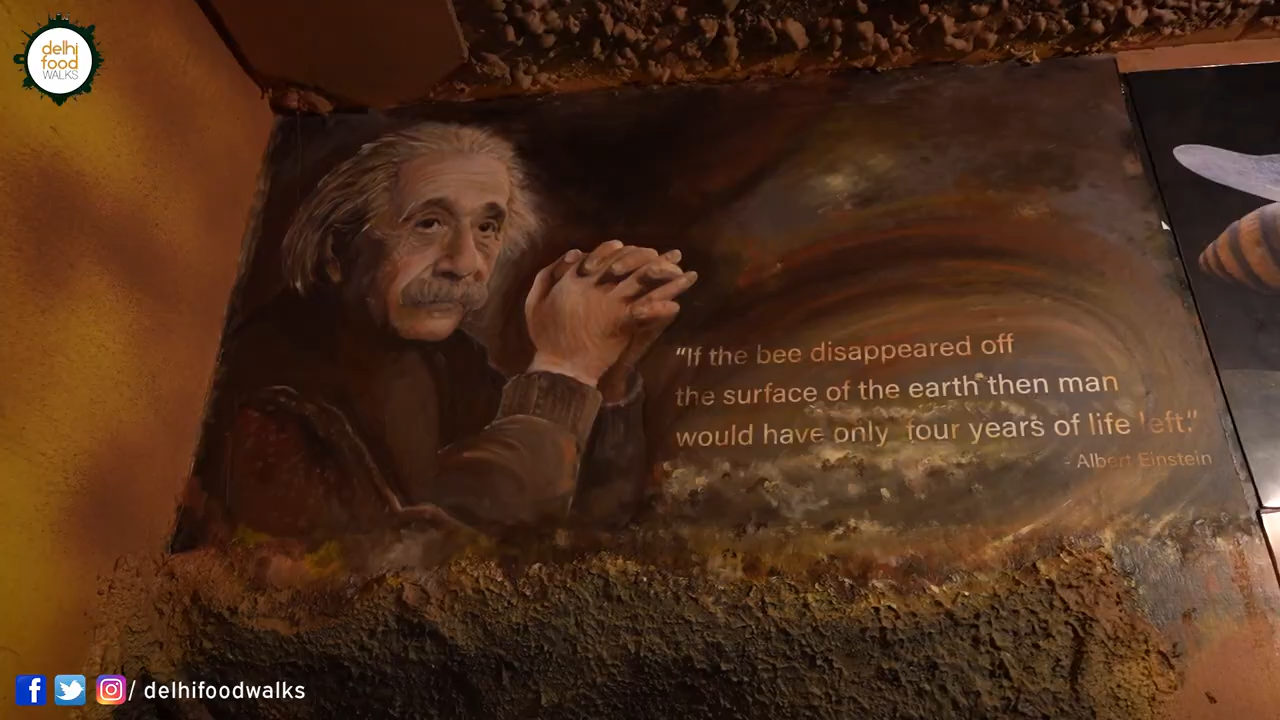 delhi
food
WALKS
"If the bee disappeared off
the surface of the earth then man
would have only four years of life left."
- Albert Einstein
/ delhifoodwalks